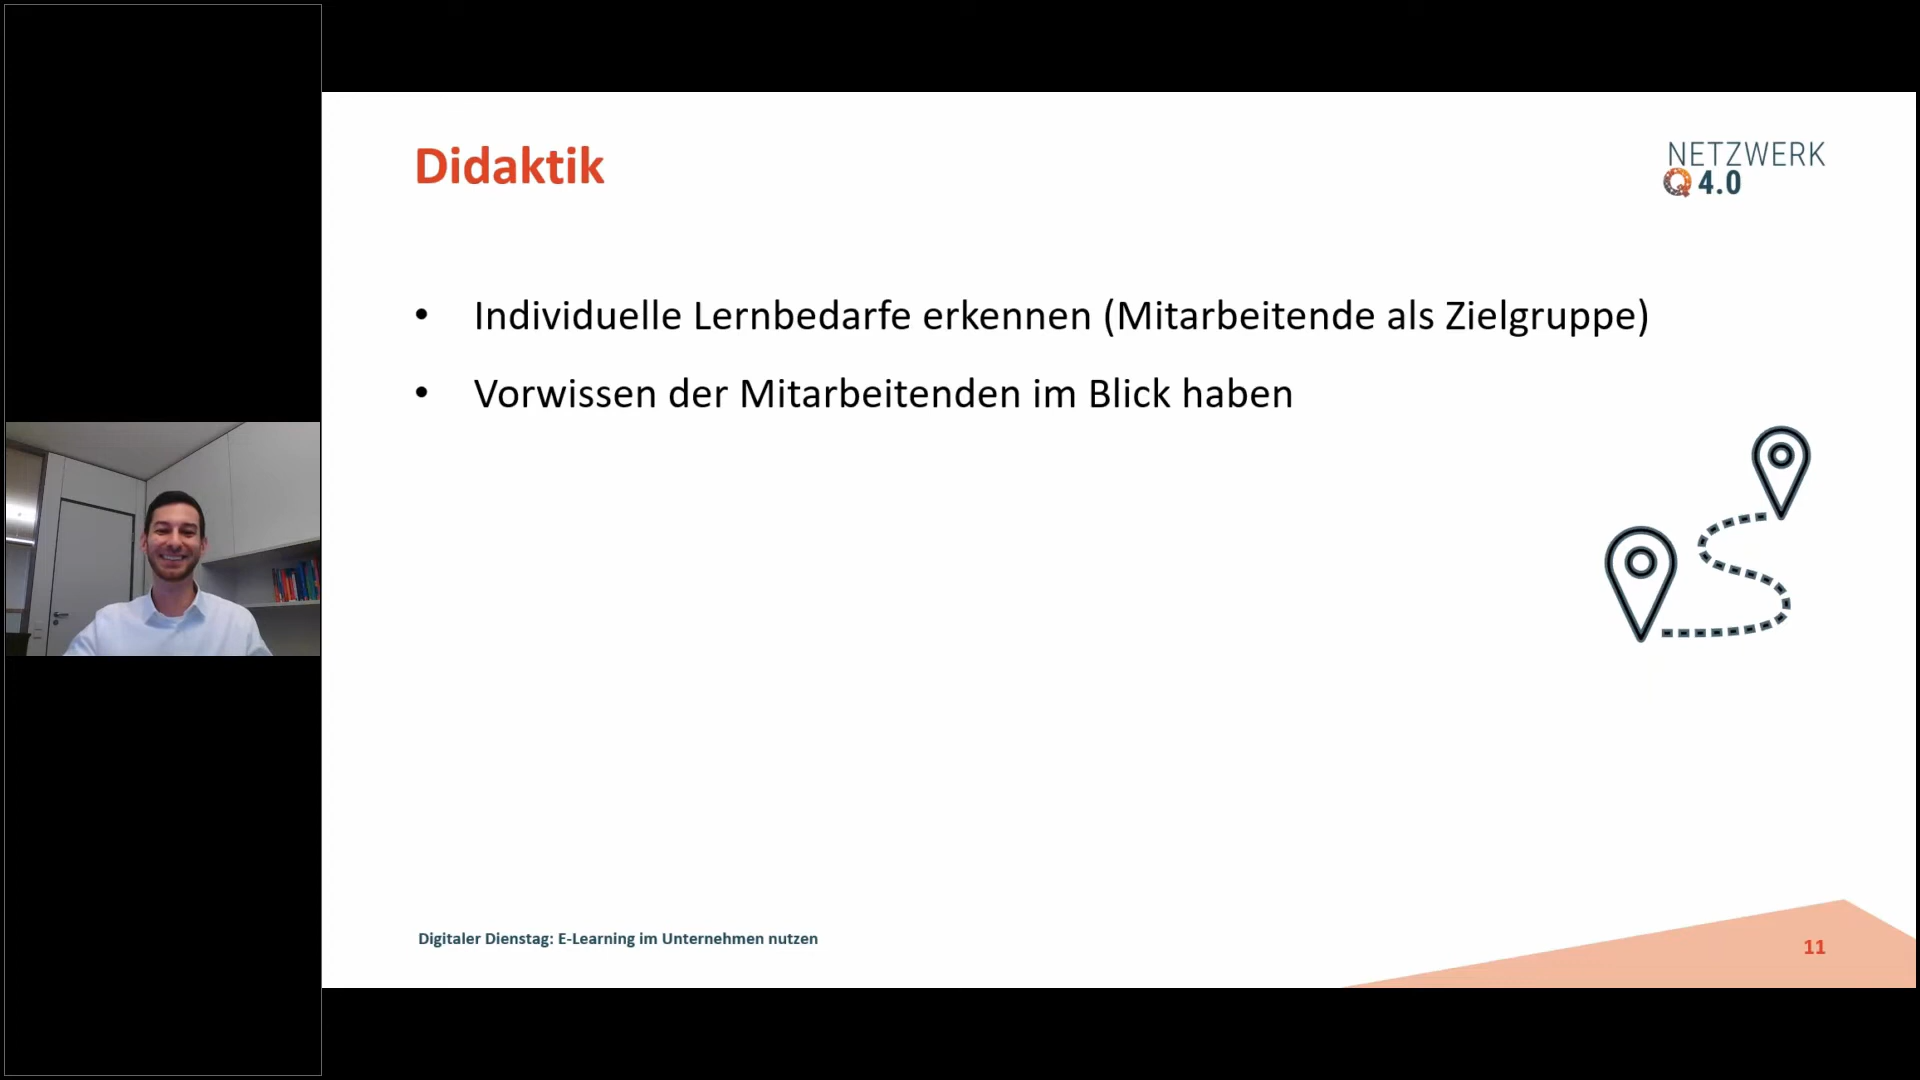 Didaktik
NETZWERK
Q 4.0
• Individuelle Lernbedarfe erkennen (Mitarbeitende als Zielgruppe)
• Vorwissen der Mitarbeitenden im Blick haben
Digitaler Dienstag: E-Learning im Unternehmen nutzen
11